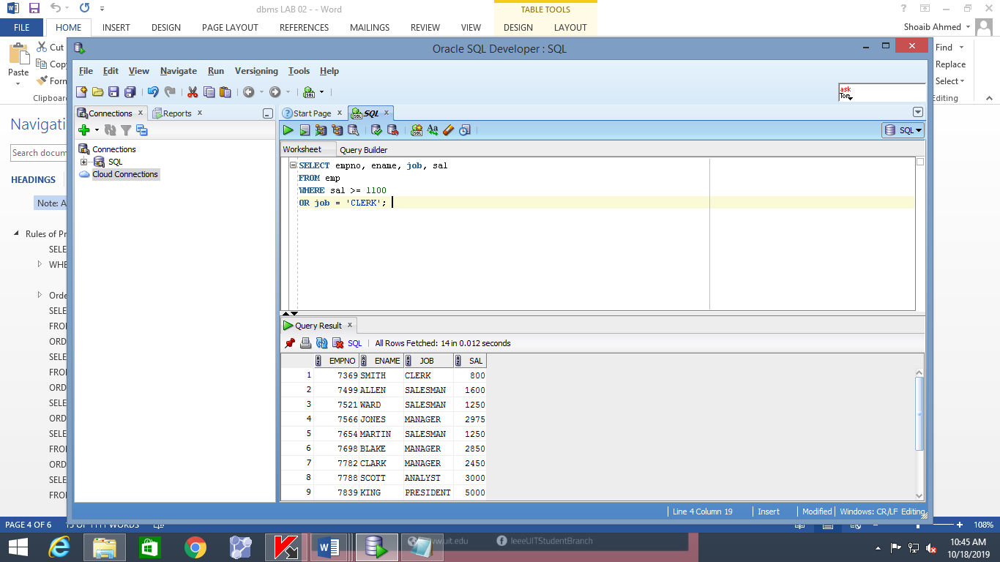 dbms LAB 02 - - Word
TABLE TOOLS
FILE HOME INSERT DESIGN PAGE LAYOUT REFERENCES MAILINGS REVIEW VIEW DESIGN LAYOUT
Shoaib Ahmed
Paste
Cut
Copy
Form
Clipboard
Find
Replace
Select
Editing
Navigati
Search docum
HEADINGS
Note: A
Rules of Pr
SELE
WHE
Orde
SELE
FROM
ORD
SELE
FROM
ORD
SELE
ORD
SELE
FROM
ORD
SELE
FROM
Oracle SQL Developer : SQL
File Edit View Navigate Run Versioning Tools Help
ask
Tom
Connections
Reports
Connections
SQL
Cloud Connections
Start Page
SQL
SQL
Worksheet
Query Builder
SELECT empno, ename, job, sal
FROM emp
WHERE sal >= 1100
OR job = 'CLERK';
Query Result
SQL
All Rows Fetched: 14 in 0.012 seconds
EMPNO ENAME JOB SAL
1 7369 SMITH CLERK 800
2 7499 ALLEN SALESMAN 1600
3 7521 WARD SALESMAN 1250
4 7566 JONES MANAGER 2975
5 7654 MARTIN SALESMAN 1250
6 7698 BLAKE MANAGER 2850
7 7782 CLARK MANAGER 2450
8 7788 SCOTT ANALYST 3000
9 7839 KING PRESIDENT 5000
Line 4 Column 19
Insert
Modified
Windows: CR/LF Editing
PAGE 4 OF 6
15 OF 1111 WORDS
108%
www.uit.edu
IeeeUITStudentBranch
10:45 AM
10/18/2019